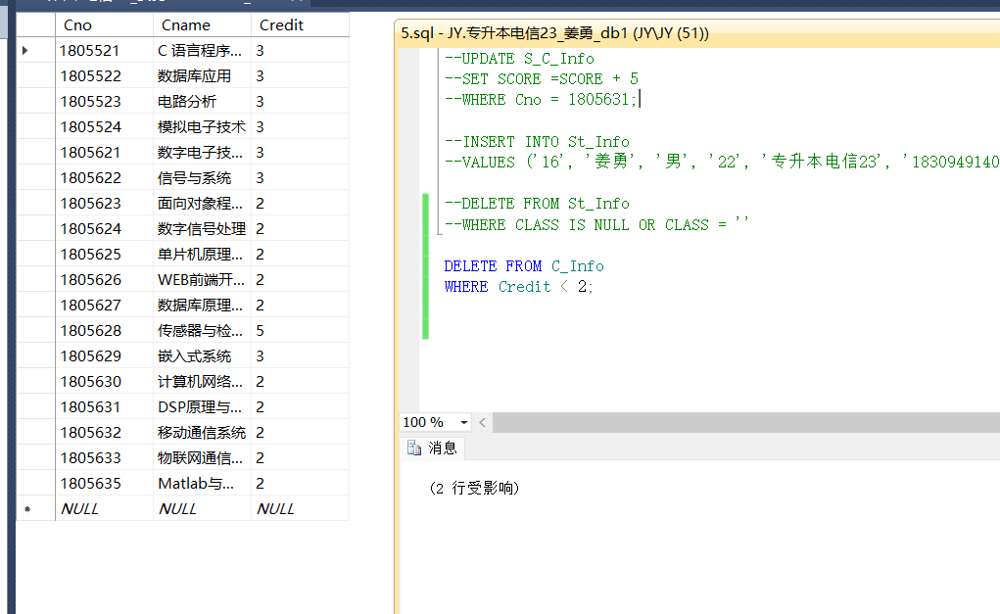 Cno Cname Credit
1805521 C 语言程序... 3
1805522 数据库应用 3
1805523 电路分析 3
1805524 模拟电子技术 3
1805621 数字电子技... 3
1805622 信号与系统 3
1805623 面向对象程... 2
1805624 数字信号处理 2
1805625 单片机原理... 2
1805626 WEB前端开... 2
1805627 数据库原理... 2
1805628 传感器与检... 5
1805629 嵌入式系统 3
1805630 计算机网络... 2
1805631 DSP原理与... 2
1805632 移动通信系统 2
1805633 物联网通信... 2
1805635 Matlab与... 2
NULL NULL NULL
5.sql - JY.专升本电信23_姜勇_db1 (JY\JY (51))
--UPDATE S_C_Info
--SET SCORE =SCORE + 5
--WHERE Cno = 1805631;
--INSERT INTO St_Info
--VALUES ('16', '姜勇', '男', '22', '专升本电信23', '1830949140
--DELETE FROM St_Info
--WHERE CLASS IS NULL OR CLASS = ''
DELETE FROM C_Info
WHERE Credit < 2;
100 %
消息
(2 行受影响)